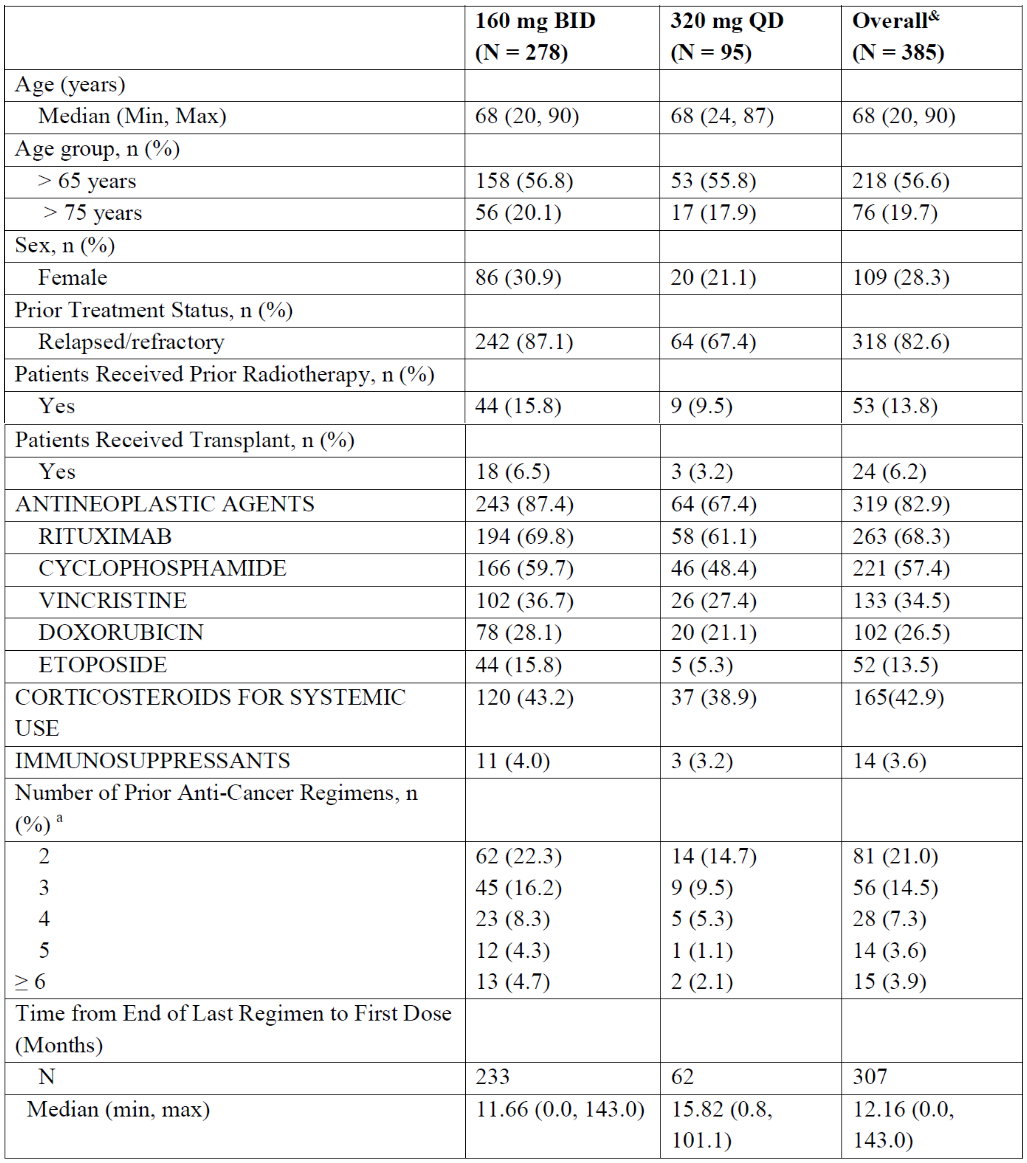 160 mg BID (N = 278) 320 mg QD (N = 95) Overall& (N = 385)
Age (years)
Median (Min, Max) 68 (20, 90) 68 (24, 87) 68 (20, 90)
Age group, n (%)
> 65 years 158 (56.8) 53 (55.8) 218 (56.6)
> 75 years 56 (20.1) 17 (17.9) 76 (19.7)
Sex, n (%)
Female 86 (30.9) 20 (21.1) 109 (28.3)
Prior Treatment Status, n (%)
Relapsed/refractory 242 (87.1) 64 (67.4) 318 (82.6)
Patients Received Prior Radiotherapy, n (%)
Yes 44 (15.8) 9 (9.5) 53 (13.8)
Patients Received Transplant, n (%)
Yes 18 (6.5) 3 (3.2) 24 (6.2)
ANTINEOPLASTIC AGENTS 243 (87.4) 64 (67.4) 319 (82.9)
RITUXIMAB 194 (69.8) 58 (61.1) 263 (68.3)
CYCLOPHOSPHAMIDE 166 (59.7) 46 (48.4) 221 (57.4)
VINCRISTINE 102 (36.7) 26 (27.4) 133 (34.5)
DOXORUBICIN 78 (28.1) 20 (21.1) 102 (26.5)
ETOPOSIDE 44 (15.8) 5 (5.3) 52 (13.5)
CORTICOSTEROIDS FOR SYSTEMIC 120 (43.2) 37 (38.9) 165(42.9)
USE
IMMUNOSUPPRESSANTS 11 (4.0) 3 (3.2) 14 (3.6)
Number of Prior Anti-Cancer Regimens, n
(%) a
2 62 (22.3) 14 (14.7) 81 (21.0)
3 45 (16.2) 9 (9.5) 56 (14.5)
4 23 (8.3) 5 (5.3) 28 (7.3)
5 12 (4.3) 1 (1.1) 14 (3.6)
≥ 6 13 (4.7) 2 (2.1) 15 (3.9)
Time from End of Last Regimen to First Dose
(Months)
N 233 62 307
Median (min, max) 11.66 (0.0, 143.0) 15.82 (0.8, 101.1) 12.16 (0.0, 143.0)